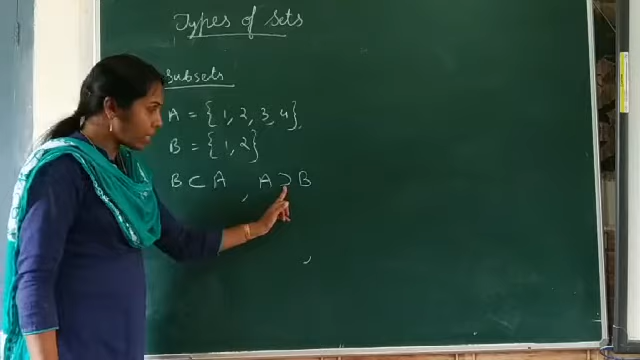 Types of Sets
Subsets
A = {1, 2, 3, 4}.
B = {1, 2}
B ⊂ A , A ⊃ B